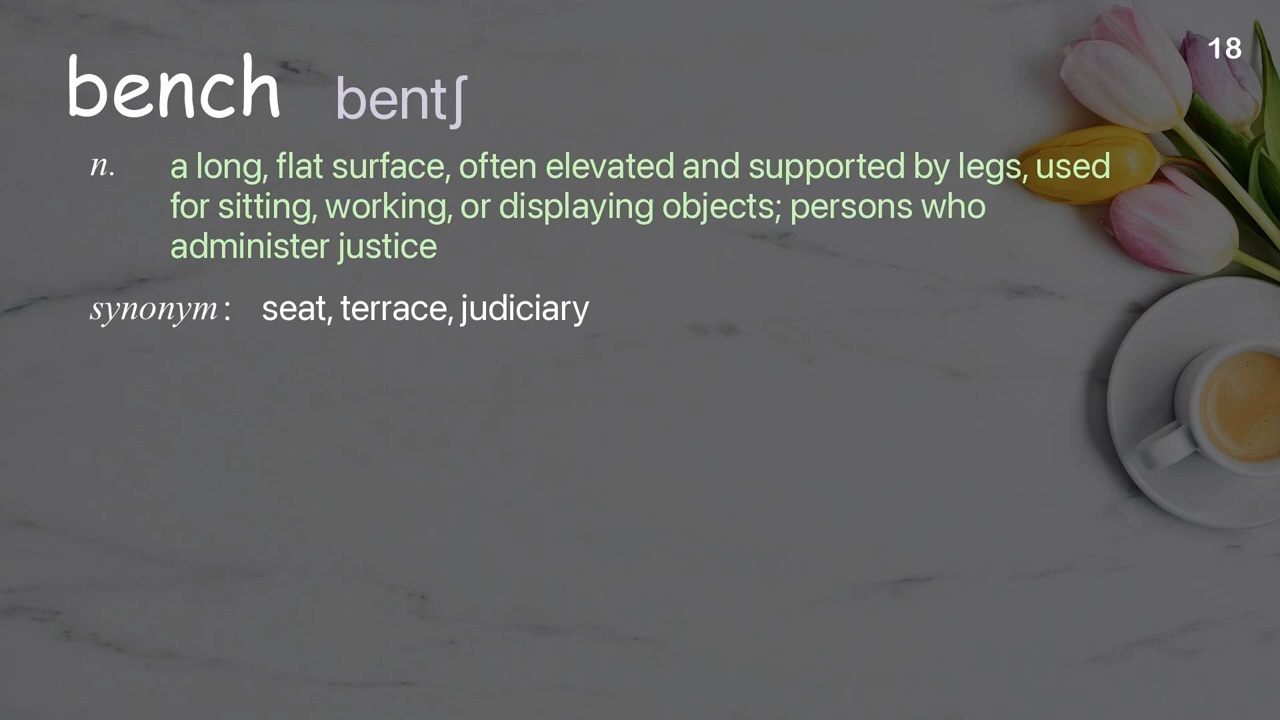 18
bench bentʃ
n. a long, flat surface, often elevated and supported by legs, used
for sitting, working, or displaying objects; persons who
administer justice
synonym: seat, terrace, judiciary